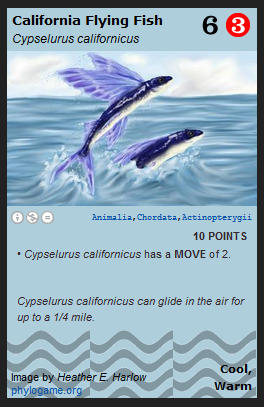 California Flying Fish
Cypselurus californicus
6 3
Animalia,Chordata,Actinopterygii
10 POINTS
• Cypselurus californicus has a MOVE of 2.
Cypselurus californicus can glide in the air for
up to a 1/4 mile.
Cool,
Warm
Image by Heather E. Harlow
phylogame.org